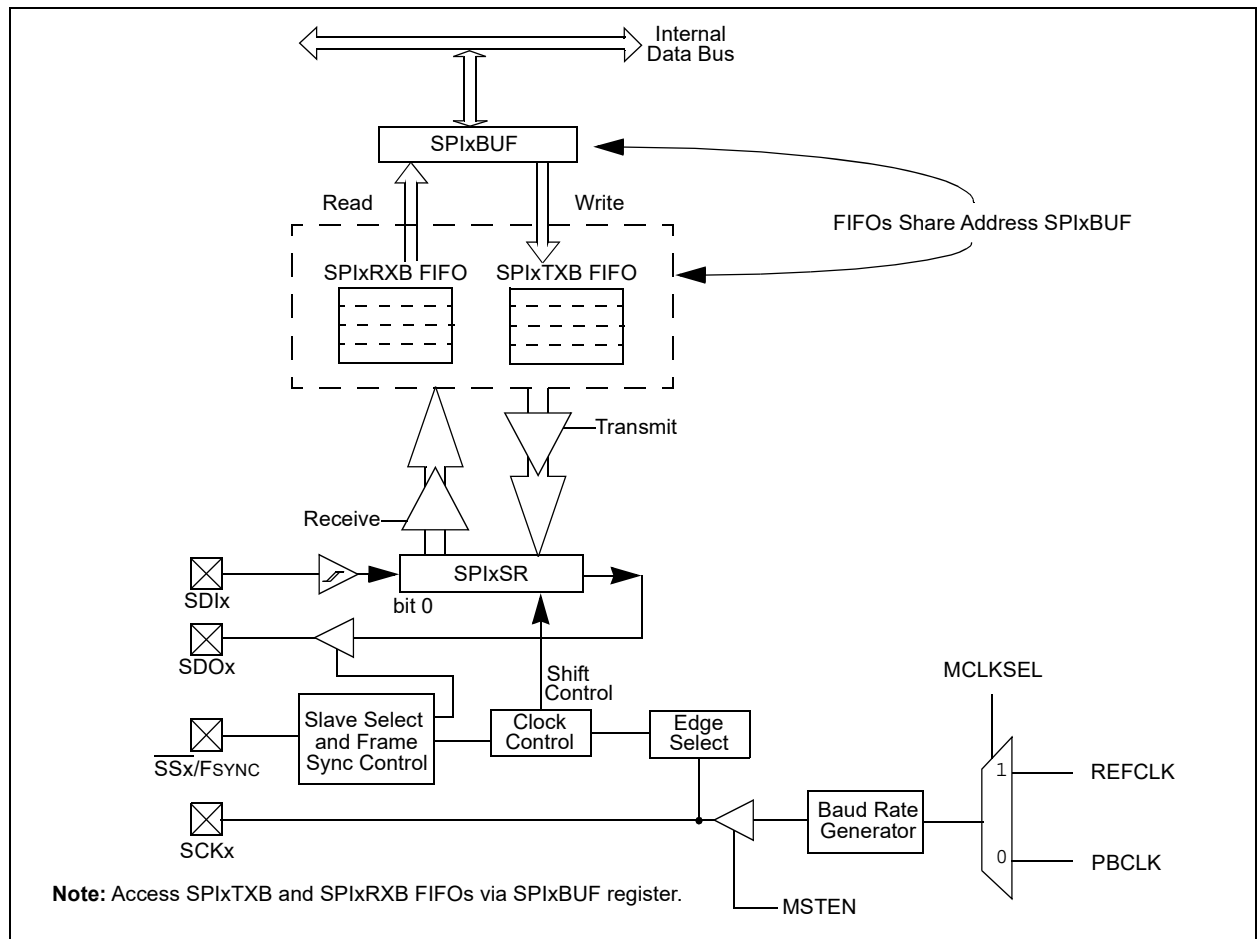 Internal
Data Bus
SPIxBUF
Read
Write
FIFOs Share Address SPIxBUF
SPIxRXB FIFO
SPIxTXB FIFO
Transmit
Receive
SDIx
SPIxSR
bit 0
SDOx
Shift
Control
MCLKSEL
Slave Select
and Frame
Sync Control
Clock
Control
Edge
Select
SSx/FSYNC
1
REFCLK
Baud Rate
Generator
SCKx
0
PBCLK
Note: Access SPIxTXB and SPIxRXB FIFOs via SPIxBUF register.
MSTEN